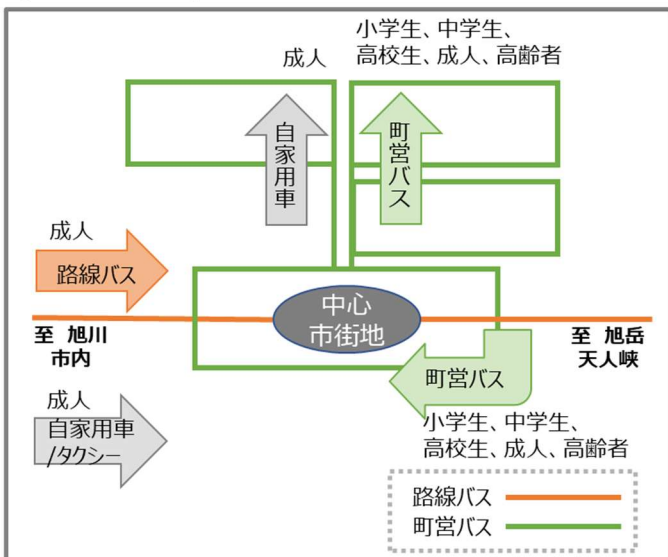 小学生、中学生、
高校生、成人、高齢者
成人
自家用車
町営バス
成人
路線バス
中心
市街地
至 旭川
市内
至 旭岳
天人峡
町営バス
成人
自家用車
/タクシー
小学生、中学生、
高校生、成人、高齢者
路線バス
町営バス